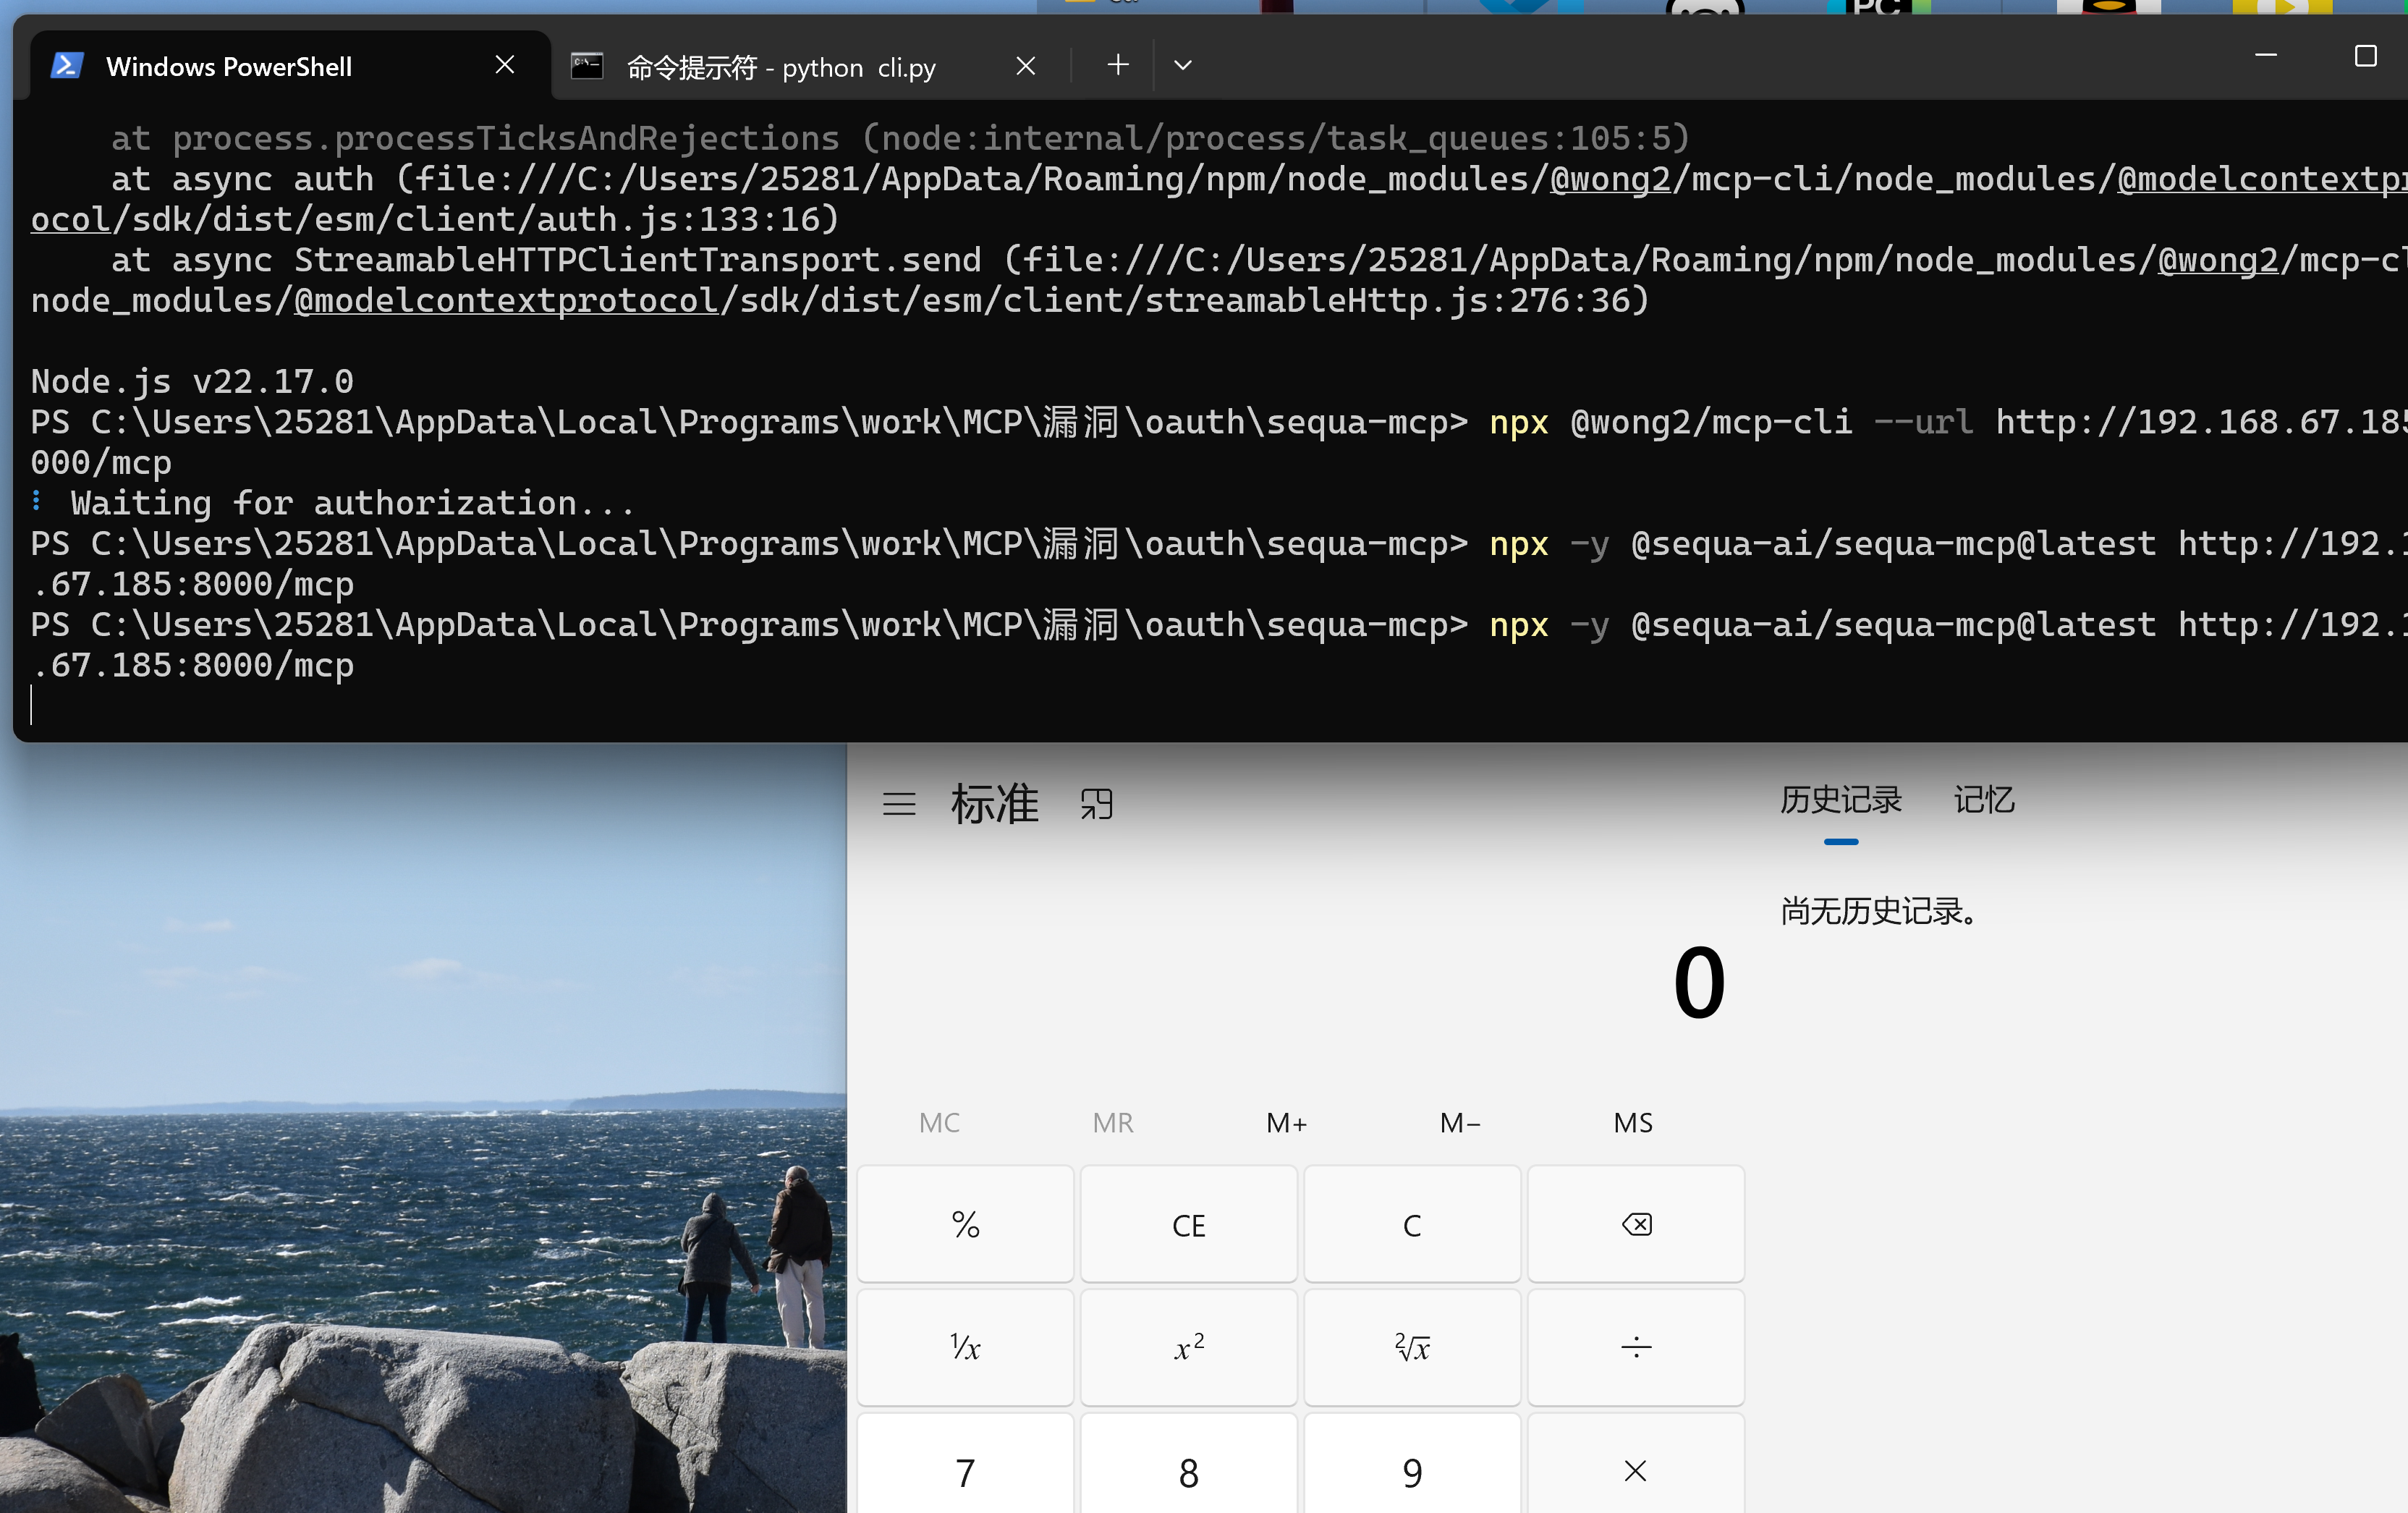 PC
Windows PowerShell
命令提示符 - python cli.py
at process.processTicksAndRejections (node:internal/process/task_queues:105:5)
at async auth (file:///C:/Users/25281/AppData/Roaming/npm/node_modules/@wong2/mcp-cli/node_modules/@modelcontextpr
ocol/sdk/dist/esm/client/auth.js:133:16)
at async StreamableHTTPClientTransport.send (file:///C:/Users/25281/AppData/Roaming/npm/node_modules/@wong2/mcp-cl
node_modules/@modelcontextprotocol/sdk/dist/esm/client/streamableHttp.js:276:36)
Node.js v22.17.0
PS C:\Users\25281\AppData\Local\Programs\work\MCP\漏洞\oauth\sequa-mcp> npx @wong2/mcp-cli --url http://192.168.67.185
000/mcp
Waiting for authorization...
PS C:\Users\25281\AppData\Local\Programs\work\MCP\漏洞\oauth\sequa-mcp> npx -y @sequa-ai/sequa-mcp@latest http://192.1
.67.185:8000/mcp
PS C:\Users\25281\AppData\Local\Programs\work\MCP\漏洞\oauth\sequa-mcp> npx -y @sequa-ai/sequa-mcp@latest http://192.1
.67.185:8000/mcp
标准
历史记录 记忆
尚无历史记录。
0
MC MR M+ M− MS
% CE C
¹⁄x x² ²√x ÷
7 8 9 ×